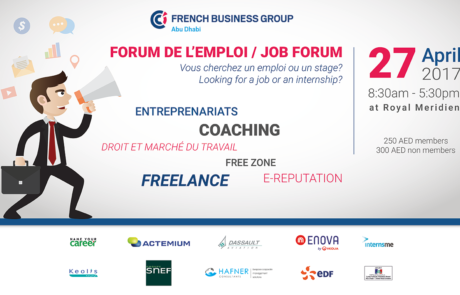 FRENCH BUSINESS GROUP
Abu Dhabi
FORUM DE L'EMPLOI / JOB FORUM
Vous cherchez un emploi ou un stage?
Looking for a job or an internship?
27 April
2017
8:30am - 5:30pm
at Royal Meridien
250 AED members
300 AED non members
ENTREPRENARIATS
COACHING
DROIT ET MARCHÉ DU TRAVAIL
FREE ZONE
FREELANCE
E-REPUTATION
NAME YOUR
career
ACTEMIUM
DASSAULT
AVIATION
ENOVA
internsme
Keolis
SNEF
HAFNER
eDF